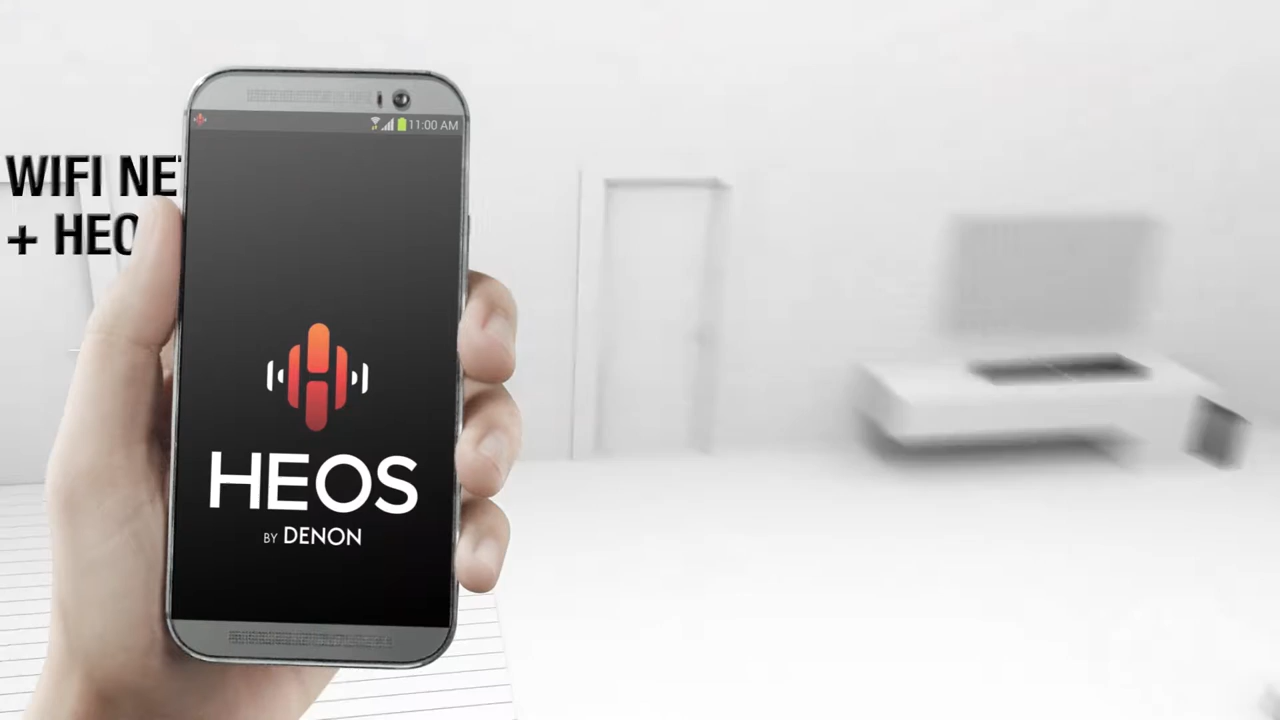 11:00 AM
WIFI NE
+ HEO
HEOS
BY DENON